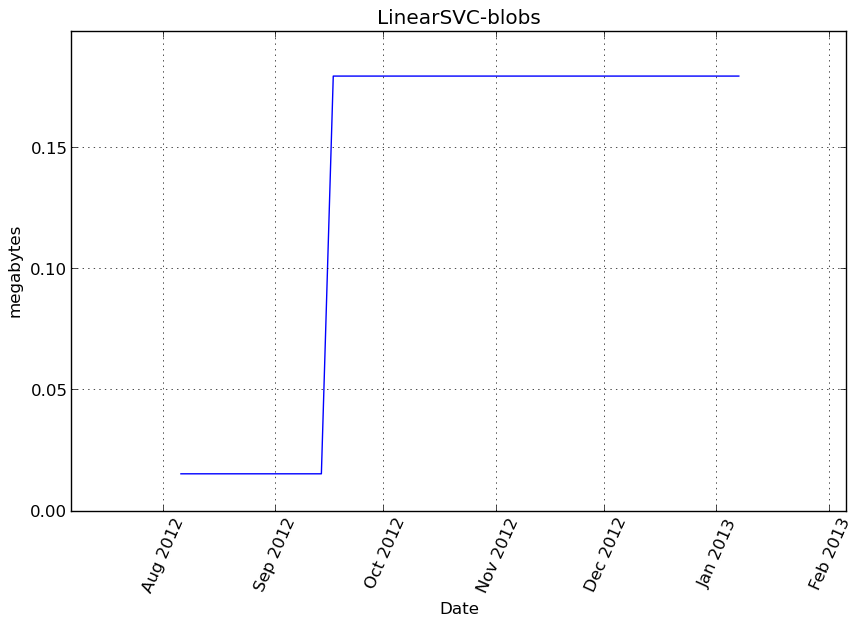 LinearSVC-blobs
megabytes
0.15
0.10
0.05
0.00
Aug 2012
Sep 2012
Oct 2012
Nov 2012
Dec 2012
Jan 2013
Feb 2013
Date